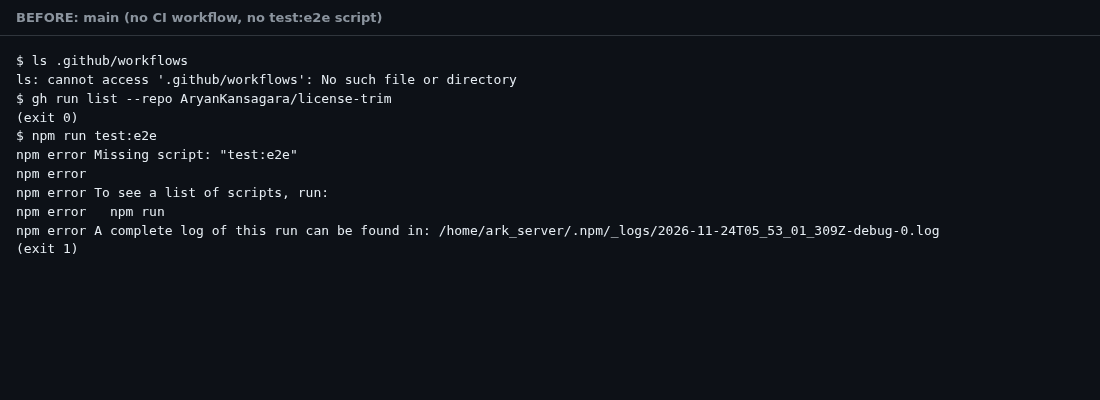 BEFORE: main (no CI workflow, no test:e2e script)
$ ls .github/workflows
ls: cannot access '.github/workflows': No such file or directory
$ gh run list --repo AryanKansagara/license-trim
(exit 0)
$ npm run test:e2e
npm error Missing script: "test:e2e"
npm error
npm error To see a list of scripts, run:
npm error   npm run
npm error A complete log of this run can be found in: /home/ark_server/.npm/_logs/2026-11-24T05_53_01_309Z-debug-0.log
(exit 1)